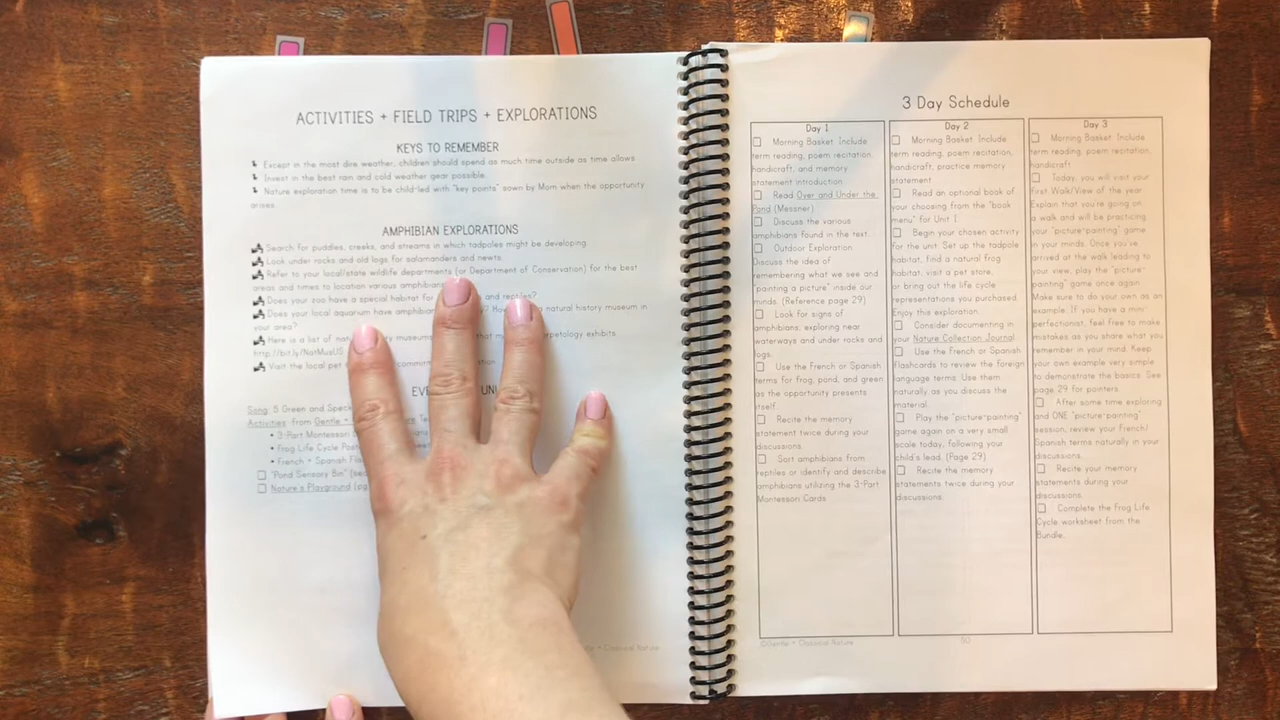 ACTIVITIES + FIELD TRIPS + EXPLORATIONS
KEYS TO REMEMBER
Except in the most dire weather, children should spend as much time outside as time allows
Invest in the best rain and cold weather gear possible.
Nature exploration time is to be child-led with "key points" sown by Mom when the opportunity
arises.
AMPHIBIAN EXPLORATIONS
Search for puddles, creeks, and streams in which tadpoles might be developing.
Look under rocks and old logs for salamanders and newts.
Refer to your local/state wildlife departments (or Department of Conservation) for the best
areas and times to location various amphibians
Does your zoo have a special habitat for and reptiles?
Does your local aquarium have amphibian natural history museum in
your area?
Here is a list of museums that exhibits
http://bit.ly/NatMusUS
Visit the local pet
Song: 5 Green and Speck
Activities from Gentle +
• 3-Part Montessori
• Frog Life Cycle
• French + Spanish
"Pond Sensory Bin"
Nature's Playground
+ Classical Nature
3 Day Schedule
Day 1
Morning Basket. Include
term reading, poem recitation,
handicraft, and memory
statement introduction.
Read Over and Under the
Pond (Messner)
Discuss the various
amphibians found in the text.
Outdoor Exploration
Discuss the idea of
remembering what we see and
"painting a picture" inside our
minds. (Reference page 29)
Look for signs of
amphibians, exploring near
waterways and under rocks and
logs.
Use the French or Spanish
terms for frog, pond, and green
as the opportunity presents
itself.
Recite the memory
statement twice during your
discussions.
Sort amphibians from
reptiles or identify and describe
amphibians utilizing the 3-Part
Montessori Cards
Day 2
Morning Basket. Include
term reading, poem recitation,
handicraft, practice memory
statement
Read an optional book of
your choosing from the "book
menu" for Unit 1.
Begin your chosen activity
for the unit. Set up the tadpole
habitat, find a natural frog
habitat, visit a pet store,
or bring out the life cycle
representations you purchased.
Enjoy this exploration.
Consider documenting in
your Nature Collection Journal.
Use the French or Spanish
flashcards to review the foreign
language terms. Use them
naturally, as you discuss the
material.
Play the "picture-painting"
game again on a very small
scale today, following your
child's lead. (Page 29)
Recite the memory
statements twice during your
discussions.
Day 3
Morning Basket. Include
term reading, poem recitation,
handicraft
Today, you will visit your
first Walk/View of the year.
Explain that you're going on
a walk and will be practicing
your "picture-painting" game
in your minds. Once you've
arrived at the walk leading to
your view, play the "picture-
painting" game once again.
Make sure to do your own as an
example. If you have a mini-
perfectionist, feel free to make
mistakes as you share what you
remember in your mind. Keep
your own example very simple
to demonstrate the basics. See
page 29 for pointers.
After some time exploring
and ONE "picture-painting"
session, review your French/
Spanish terms naturally in your
discussions.
Recite your memory
statements during your
discussions.
Complete the Frog Life
Cycle worksheet from the
Bundle.
©Gentle + Classical Nature
50